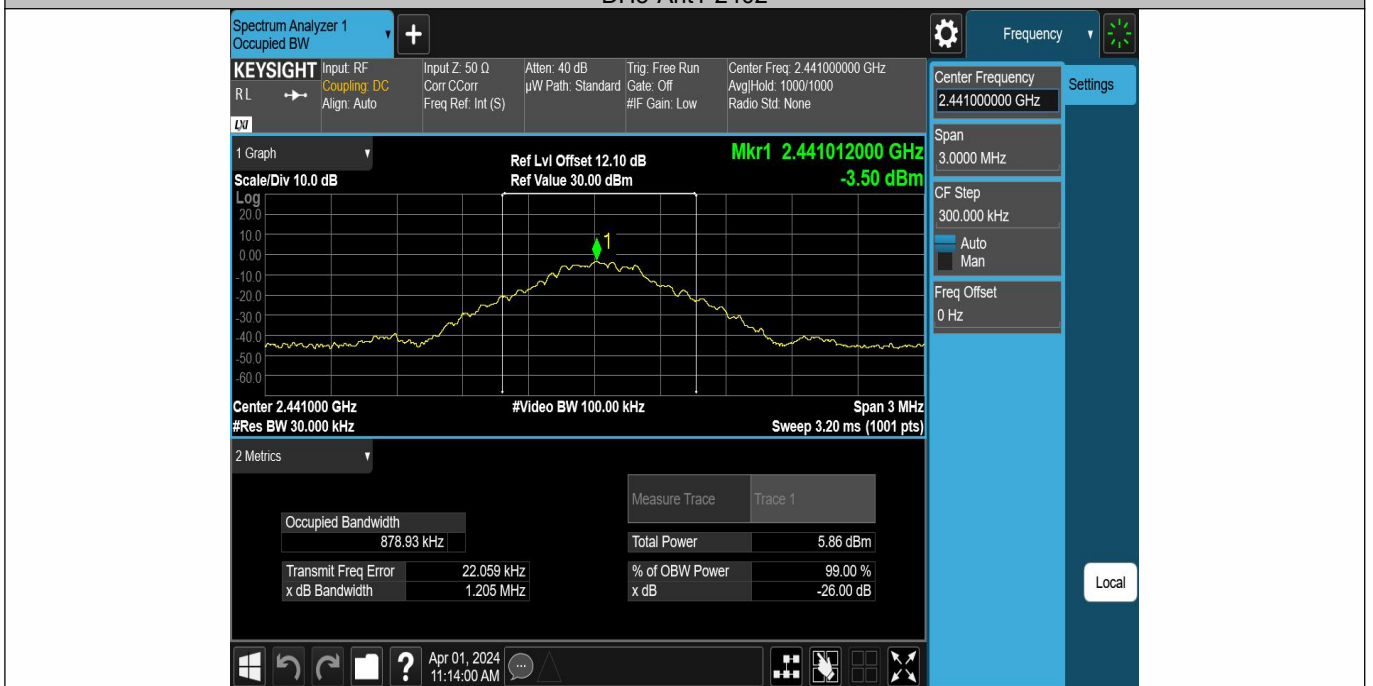 Spectrum Analyzer 1
Occupied BW
Frequency
KEYSIGHT
R L
LXI
Input: RF
Coupling: DC
Align: Auto
Input Z: 50 Ω
Corr CCorr
Freq Ref: Int (S)
Atten: 40 dB
µW Path: Standard
Trig: Free Run
Gate: Off
#IF Gain: Low
Center Freq: 2.441000000 GHz
Avg|Hold: 1000/1000
Radio Std: None
Center Frequency
2.441000000 GHz
Settings
Span
3.0000 MHz
CF Step
300.000 kHz
Auto
Man
Freq Offset
0 Hz
Local
1 Graph
Scale/Div 10.0 dB
Ref Lvl Offset 12.10 dB
Ref Value 30.00 dBm
Mkr1 2.441012000 GHz
-3.50 dBm
Log
20.0
10.0
0.00
-10.0
-20.0
-30.0
-40.0
-50.0
-60.0
1
Center 2.441000 GHz
#Video BW 100.00 kHz
Span 3 MHz
#Res BW 30.000 kHz
Sweep 3.20 ms (1001 pts)
2 Metrics
Measure Trace Trace 1
Occupied Bandwidth
878.93 kHz
Total Power 5.86 dBm
Transmit Freq Error 22.059 kHz
% of OBW Power 99.00 %
x dB Bandwidth 1.205 MHz
x dB -26.00 dB
Apr 01, 2024
11:14:00 AM